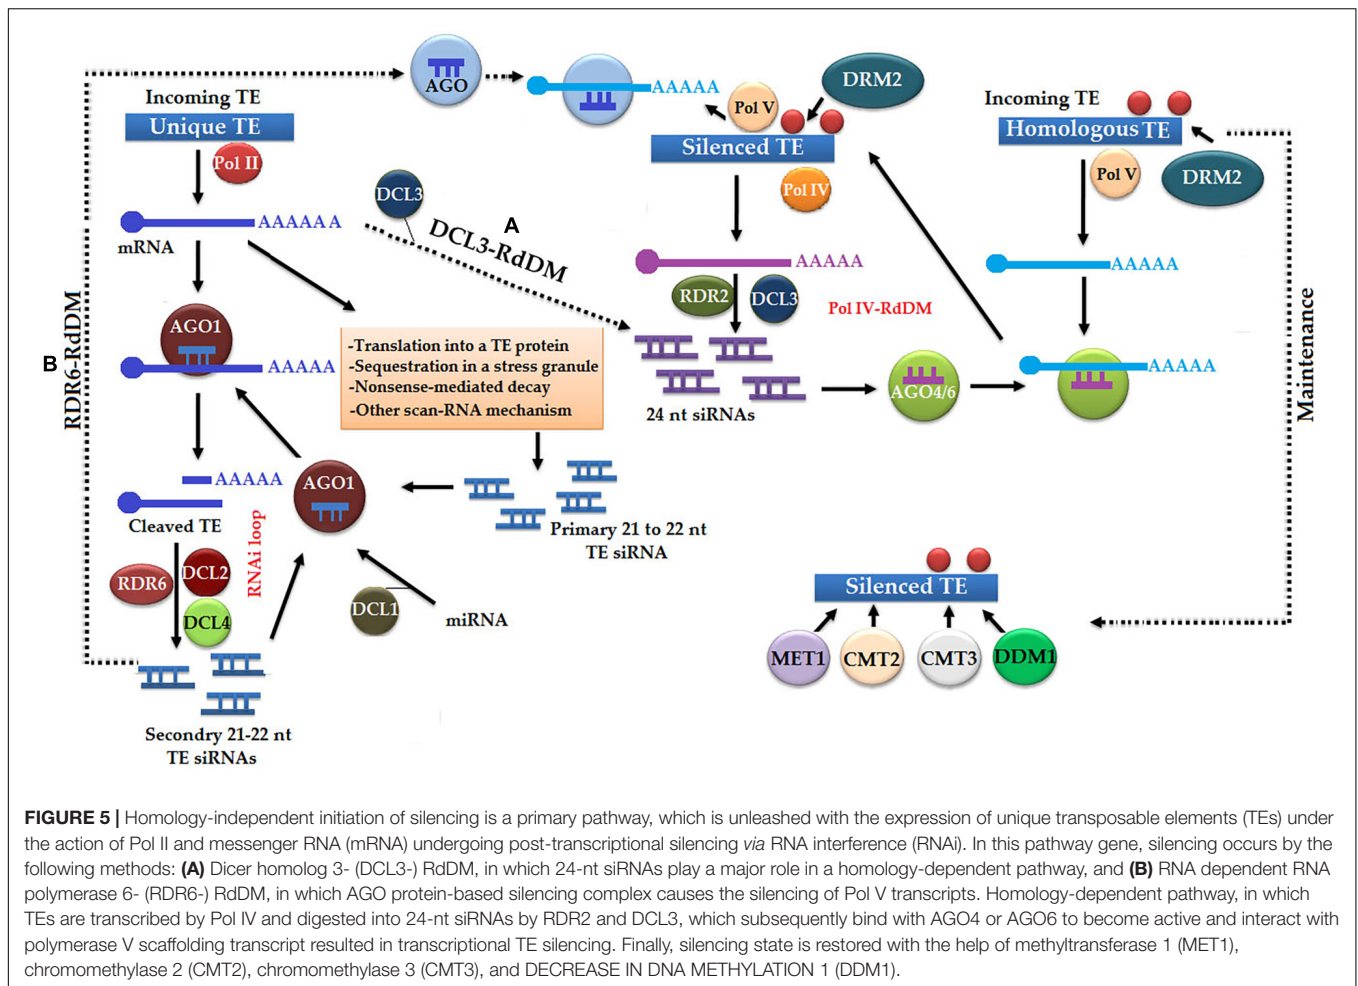 AGO
AAAAA
Incoming TE
Unique TE
Pol II
mRNA
AAAAAA
DCL3
A
DCL3-RdDM
Pol V
DRM2
Silenced TE
Pol IV
AAAAA
RDR2
DCL3
Pol IV-RdDM
24 nt siRNAs
AGO4/6
Incoming TE
Homologous TE
Pol V
DRM2
AAAAA
AAAAA
Maintenance
B
RDR6-RdDM
AGO1
AAAAA
-Translation into a TE protein
-Sequestration in a stress granule
-Nonsense-mediated decay
-Other scan-RNA mechanism
AAAAA
Cleaved TE
RNAi loop
AGO1
Primary 21 to 22 nt
TE siRNA
RDR6
DCL2
DCL4
DCL1
miRNA
Secondry 21-22 nt
TE siRNAs
Silenced TE
MET1
CMT2
CMT3
DDM1
FIGURE 5 | Homology-independent initiation of silencing is a primary pathway, which is unleashed with the expression of unique transposable elements (TEs) under
the action of Pol II and messenger RNA (mRNA) undergoing post-transcriptional silencing via RNA interference (RNAi). In this pathway gene, silencing occurs by the
following methods: (A) Dicer homolog 3- (DCL3-) RdDM, in which 24-nt siRNAs play a major role in a homology-dependent pathway, and (B) RNA dependent RNA
polymerase 6- (RDR6-) RdDM, in which AGO protein-based silencing complex causes the silencing of Pol V transcripts. Homology-dependent pathway, in which
TEs are transcribed by Pol IV and digested into 24-nt siRNAs by RDR2 and DCL3, which subsequently bind with AGO4 or AGO6 to become active and interact with
polymerase V scaffolding transcript resulted in transcriptional TE silencing. Finally, silencing state is restored with the help of methyltransferase 1 (MET1),
chromomethylase 2 (CMT2), chromomethylase 3 (CMT3), and DECREASE IN DNA METHYLATION 1 (DDM1).